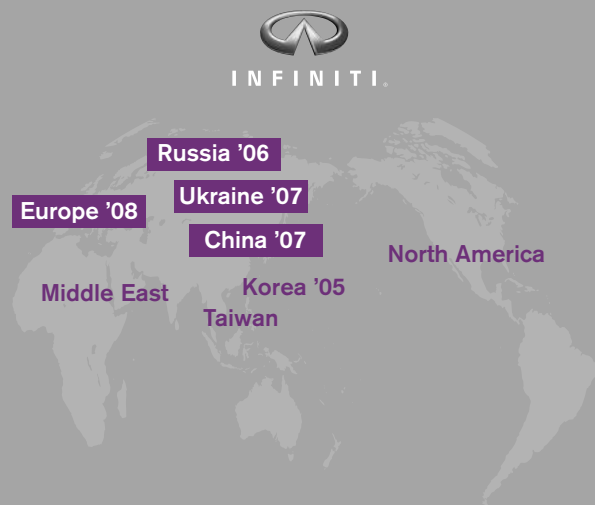 INFINITI®
Russia ’06
Ukraine ’07
Europe ’08
China ’07
North America
Korea ’05
Middle East
Taiwan